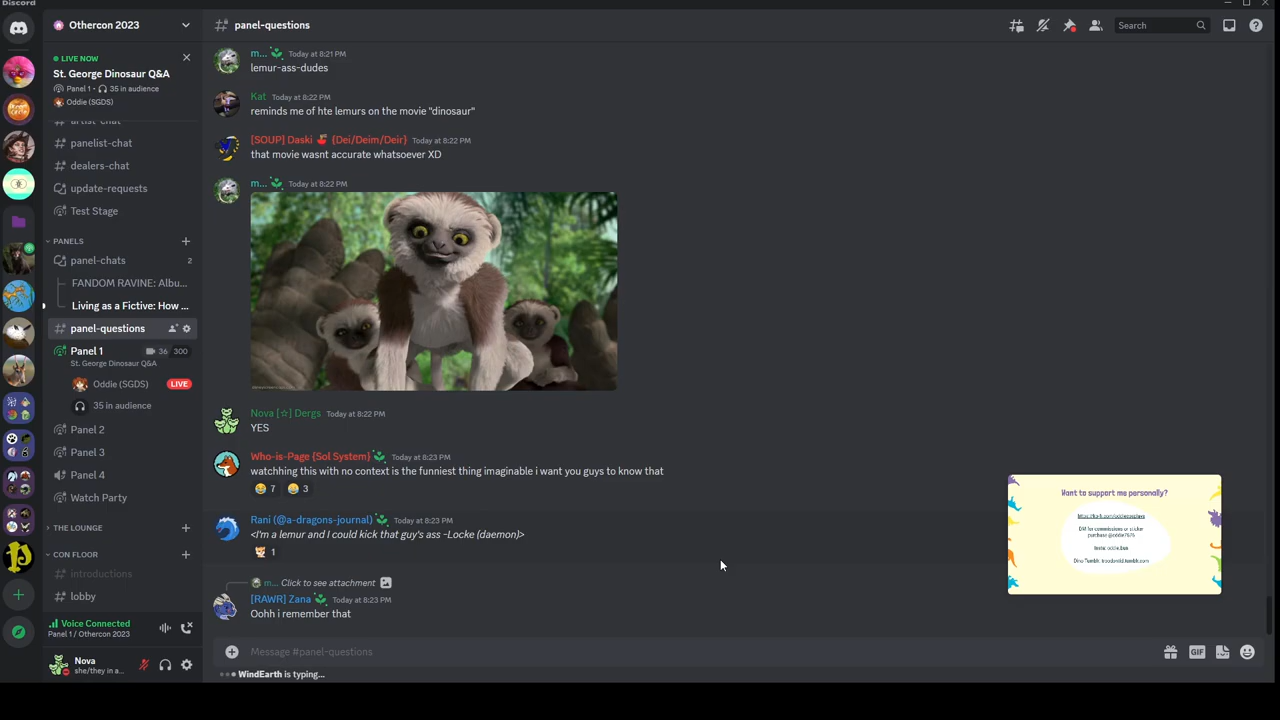 Discord
Othercon 2023
LIVE NOW
St. George Dinosaur Q&A
Panel 1 • 35 in audience
Oddie (SGDS)
artist-chat
panelist-chat
dealers-chat
update-requests
Test Stage
PANELS
panel-chats 2
FANDOM RAVINE: Albu...
Living as a Fictive: How ...
panel-questions
Panel 1 36 300
St. George Dinosaur Q&A
Oddie (SGDS) LIVE
35 in audience
Panel 2
Panel 3
Panel 4
Watch Party
THE LOUNGE
CON FLOOR
introductions
lobby
Voice Connected
Panel 1 / Othercon 2023
Nova
she/they in a...
panel-questions
Search
m... Today at 8:21 PM
lemur-ass-dudes
Kat Today at 8:22 PM
reminds me of hte lemurs on the movie "dinosaur"
[SOUP] Daski {Dei/Deim/Deir} Today at 8:22 PM
that movie wasnt accurate whatsoever XD
m... Today at 8:22 PM
Nova [☆] Dergs Today at 8:22 PM
YES
Who-is-Page {Sol System} Today at 8:23 PM
watchhing this with no context is the funniest thing imaginable i want you guys to know that
😂 7 😄 3
Rani (@a-dragons-journal) Today at 8:23 PM
<I'm a lemur and I could kick that guy's ass -Locke (daemon)>
1
m... Click to see attachment
[RAWR] Zana Today at 8:23 PM
Oohh i remember that
Message #panel-questions
GIF
WindEarth is typing...
Want to support me personally?
DM for commissions or sticker